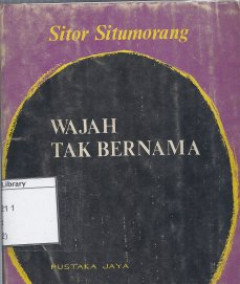 Sitor Situmorang
WAJAH
TAK BERNAMA
Library
PUSTAKA JAYA